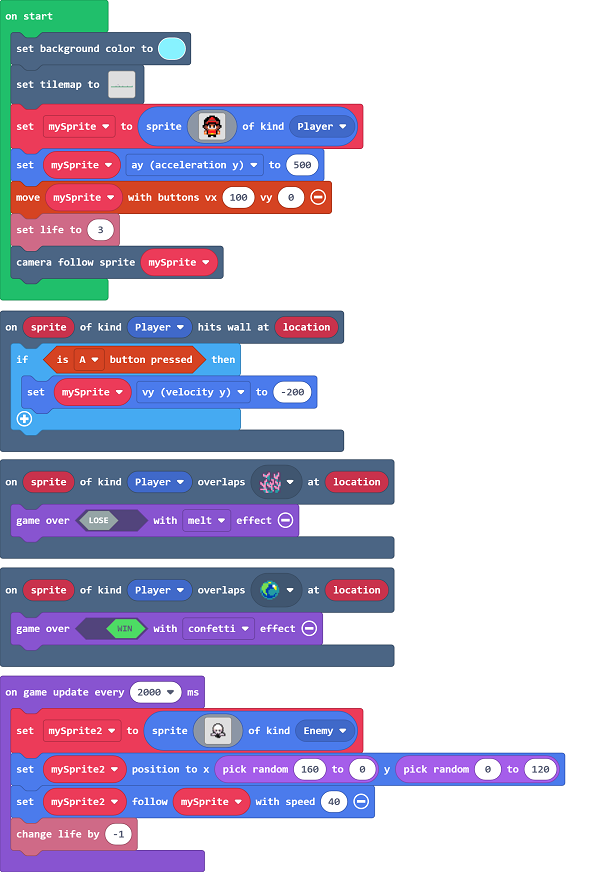 on start
set background color to
set tilemap to
set mySprite to sprite of kind Player
set mySprite ay (acceleration y) to 500
move mySprite with buttons vx 100 vy 0
set life to 3
camera follow sprite mySprite
on sprite of kind Player hits wall at location
if is A button pressed then
set mySprite vy (velocity y) to -200
on sprite of kind Player overlaps at location
game over LOSE with melt effect
on sprite of kind Player overlaps at location
game over WIN with confetti effect
on game update every 2000 ms
set mySprite2 to sprite of kind Enemy
set mySprite2 position to x pick random 160 to 0 y pick random 0 to 120
set mySprite2 follow mySprite with speed 40
change life by -1